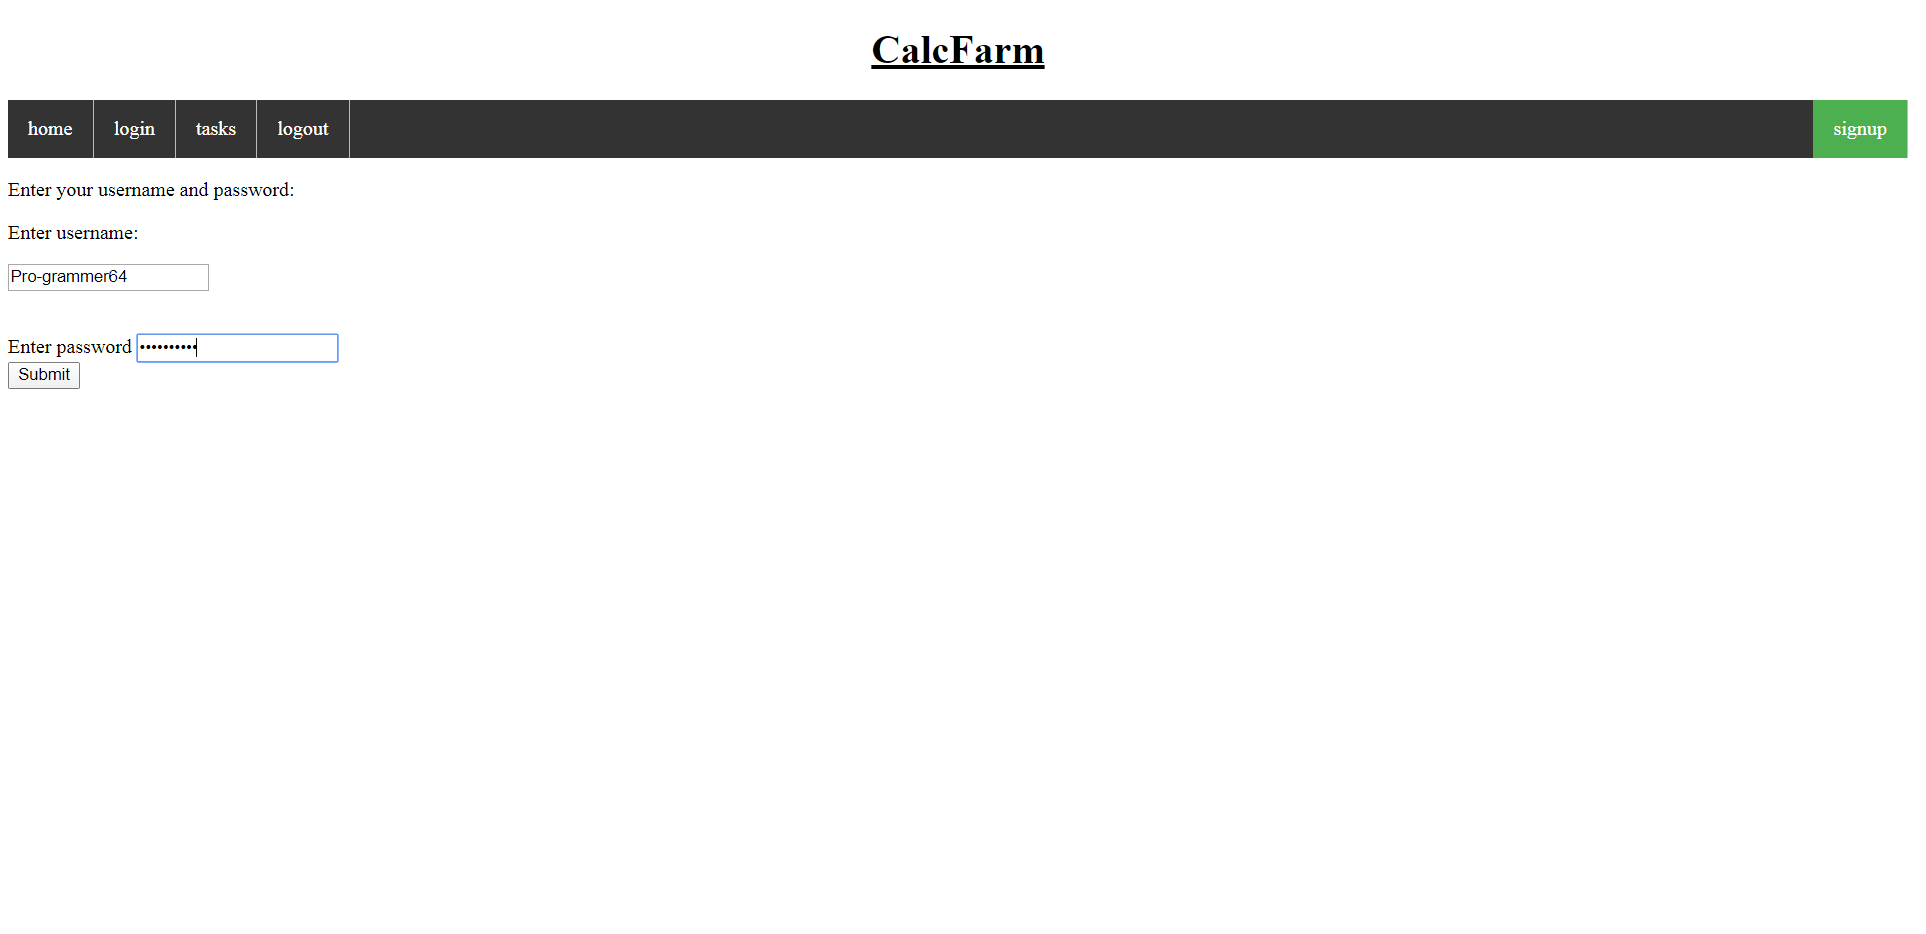 CalcFarm
home login tasks logout signup
Enter your username and password:
Enter username:
Pro-grammer64
Enter password ••••••••••
Submit